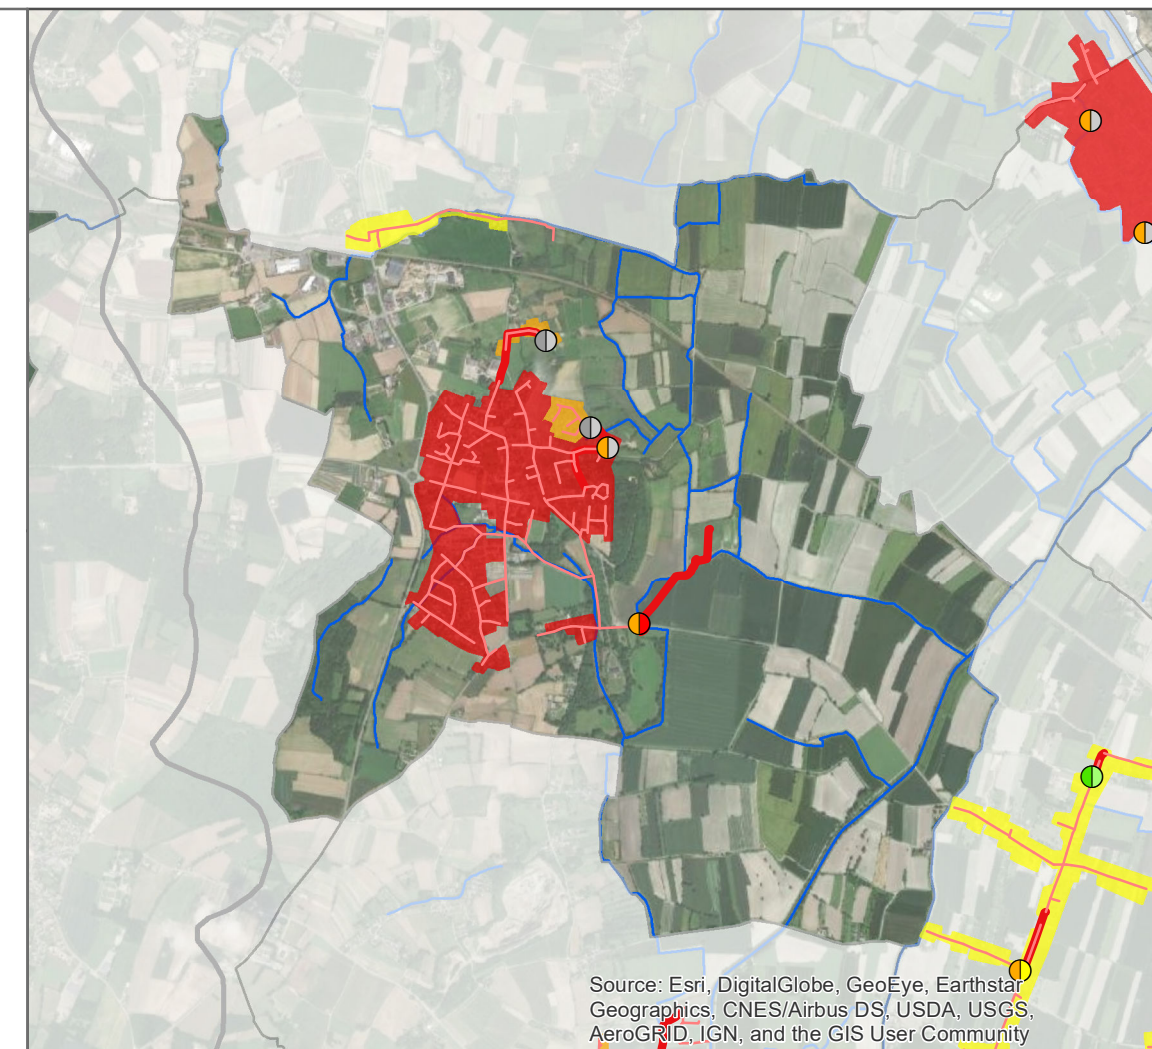 Source: Esri, DigitalGlobe, GeoEye, Earthstar
Geographics, CNES/Airbus DS, USDA, USGS,
AeroGRID, IGN, and the GIS User Community